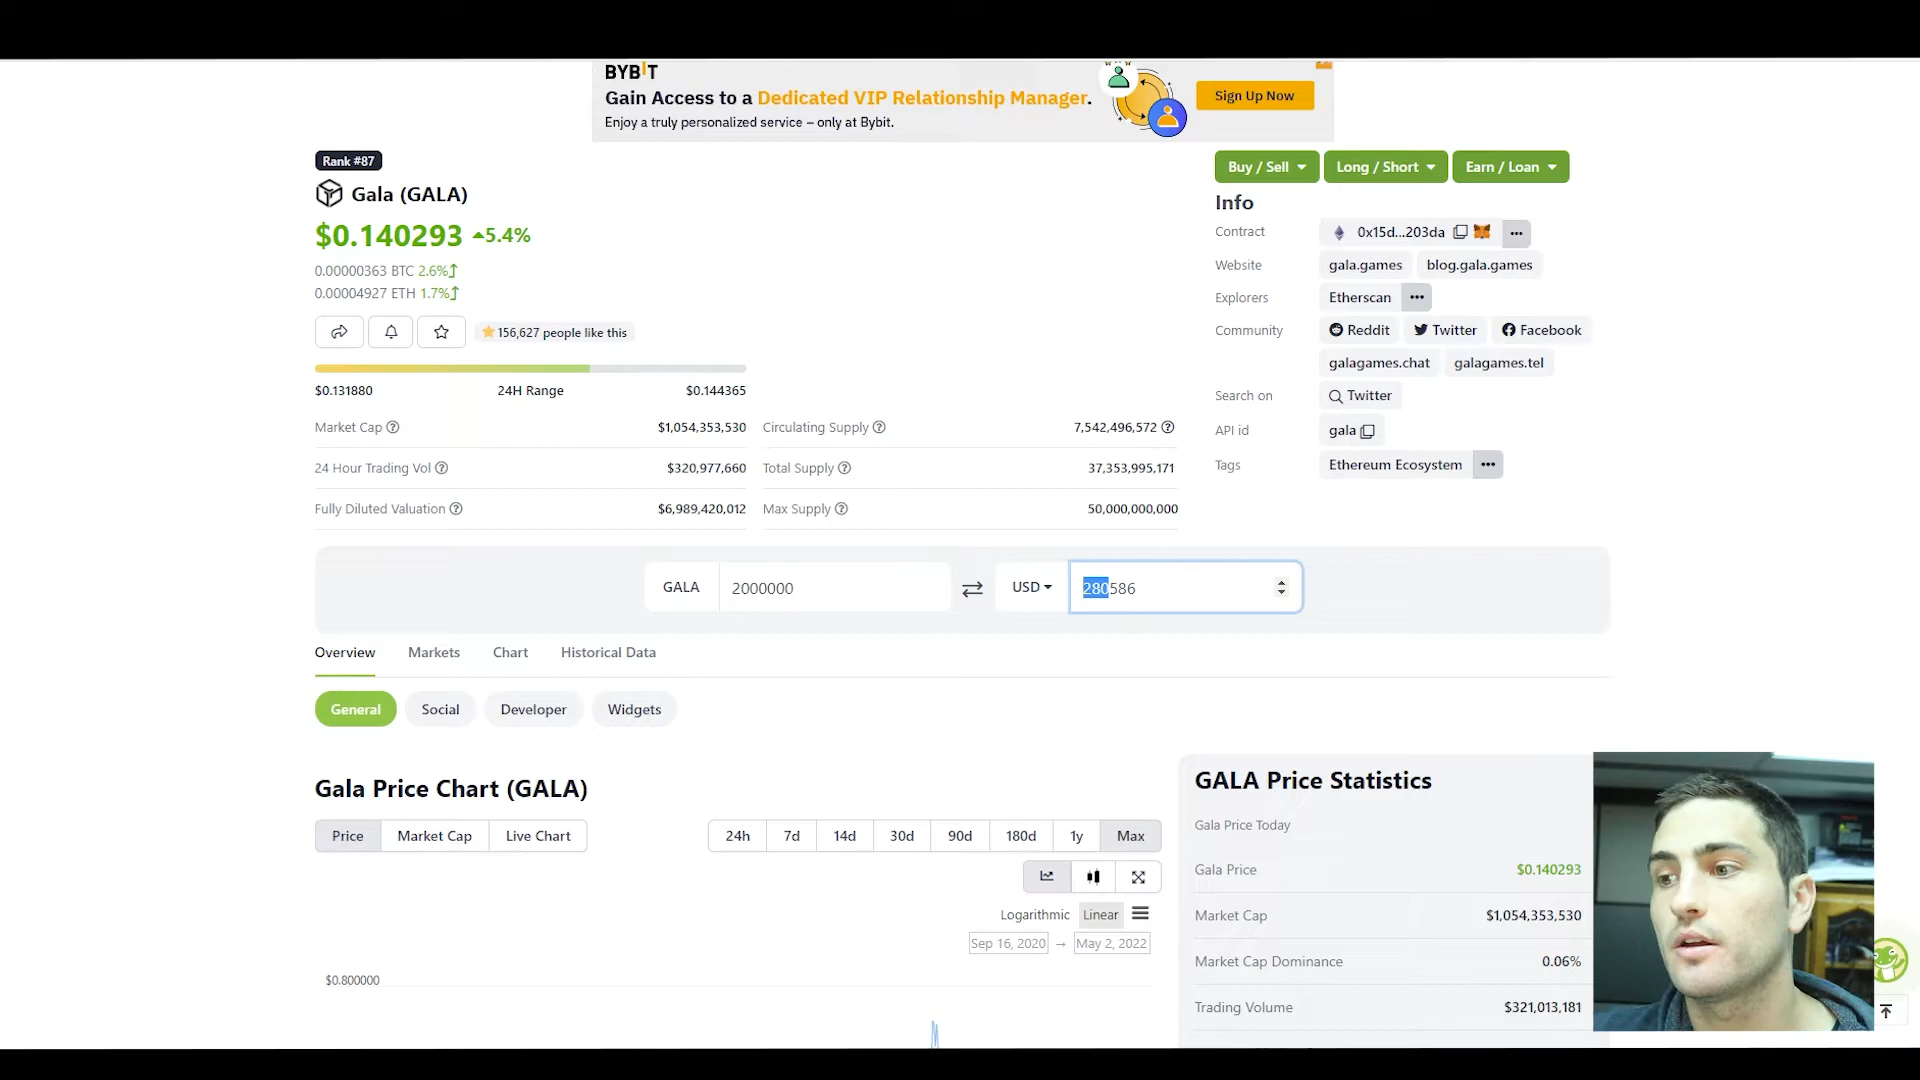 BYBIT
Gain Access to a Dedicated VIP Relationship Manager.
Enjoy a truly personalized service – only at Bybit.
Sign Up Now
Rank #87
Gala (GALA)
$0.140293 5.4%
0.00000363 BTC 2.6%
0.00004927 ETH 1.7%
156,627 people like this
$0.131880 24H Range $0.144365
Market Cap $1,054,353,530
24 Hour Trading Vol $320,977,660
Fully Diluted Valuation $6,989,420,012
Circulating Supply 7,542,496,572
Total Supply 37,353,995,171
Max Supply 50,000,000,000
Buy / Sell Long / Short Earn / Loan
Info
Contract 0x15d...203da
Website gala.games blog.gala.games
Explorers Etherscan
Community Reddit Twitter Facebook
galagames.chat galagames.tel
Search on Twitter
API id gala
Tags Ethereum Ecosystem
GALA 2000000 USD 280586
Overview Markets Chart Historical Data
General Social Developer Widgets
Gala Price Chart (GALA)
Price Market Cap Live Chart
24h 7d 14d 30d 90d 180d 1y Max
Logarithmic Linear
Sep 16, 2020 → May 2, 2022
$0.800000
GALA Price Statistics
Gala Price Today
Gala Price $0.140293
Market Cap $1,054,353,530
Market Cap Dominance 0.06%
Trading Volume $321,013,181